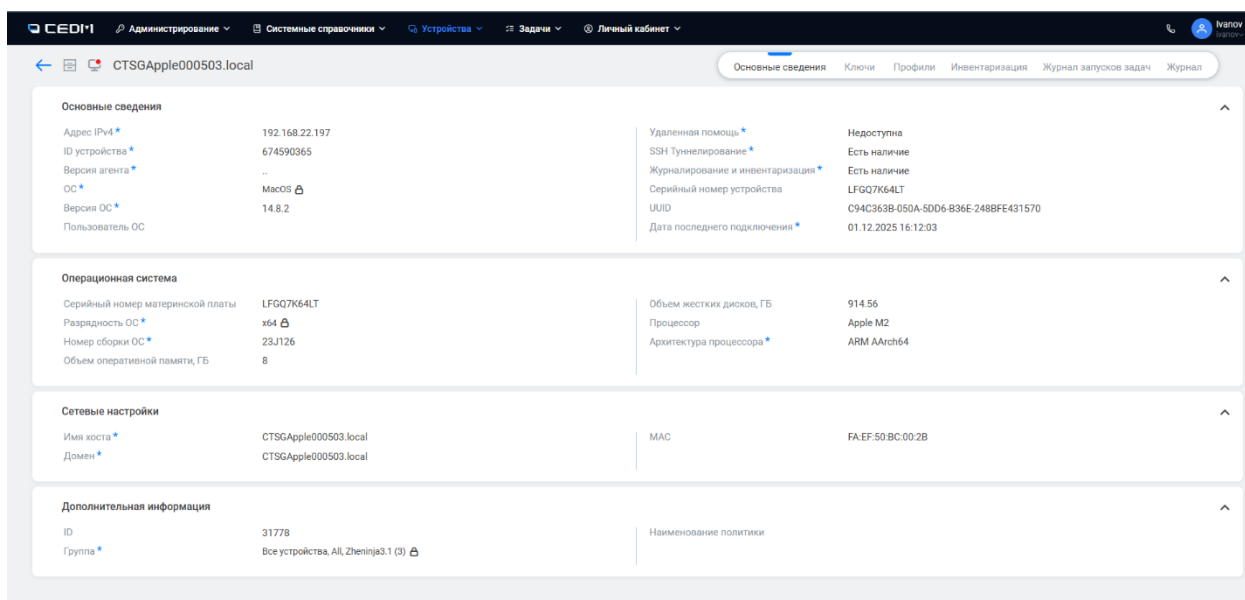 CEDM Администрирование Системные справочники Устройства Задачи Личный кабинет Ivanov
Ivanov
CTSGApple000503.local Основные сведения Ключи Профили Инвентаризация Журнал запусков задач Журнал
Основные сведения
Адрес IPv4 * 192.168.22.197 Удаленная помощь * Недоступна
ID устройства * 674590365 SSH Туннелирование * Есть наличие
Версия агента * .. Журналирование и инвентаризация * Есть наличие
ОС * MacOS Серийный номер устройства LFGQ7K64LT
Версия ОС * 14.8.2 UUID C94C363B-050A-5DD6-B36E-248BFE431570
Пользователь ОС Дата последнего подключения * 01.12.2025 16:12:03
Операционная система
Серийный номер материнской платы LFGQ7K64LT Объем жестких дисков, ГБ 914.56
Разрядность ОС * x64 Процессор Apple M2
Номер сборки ОС * 23J126 Архитектура процессора * ARM AArch64
Объем оперативной памяти, ГБ 8
Сетевые настройки
Имя хоста * CTSGApple000503.local MAC FA:EF:50:BC:00:2B
Домен * CTSGApple000503.local
Дополнительная информация
ID 31778 Наименование политики
Группа * Все устройства, All, Zheninja3.1 (3)